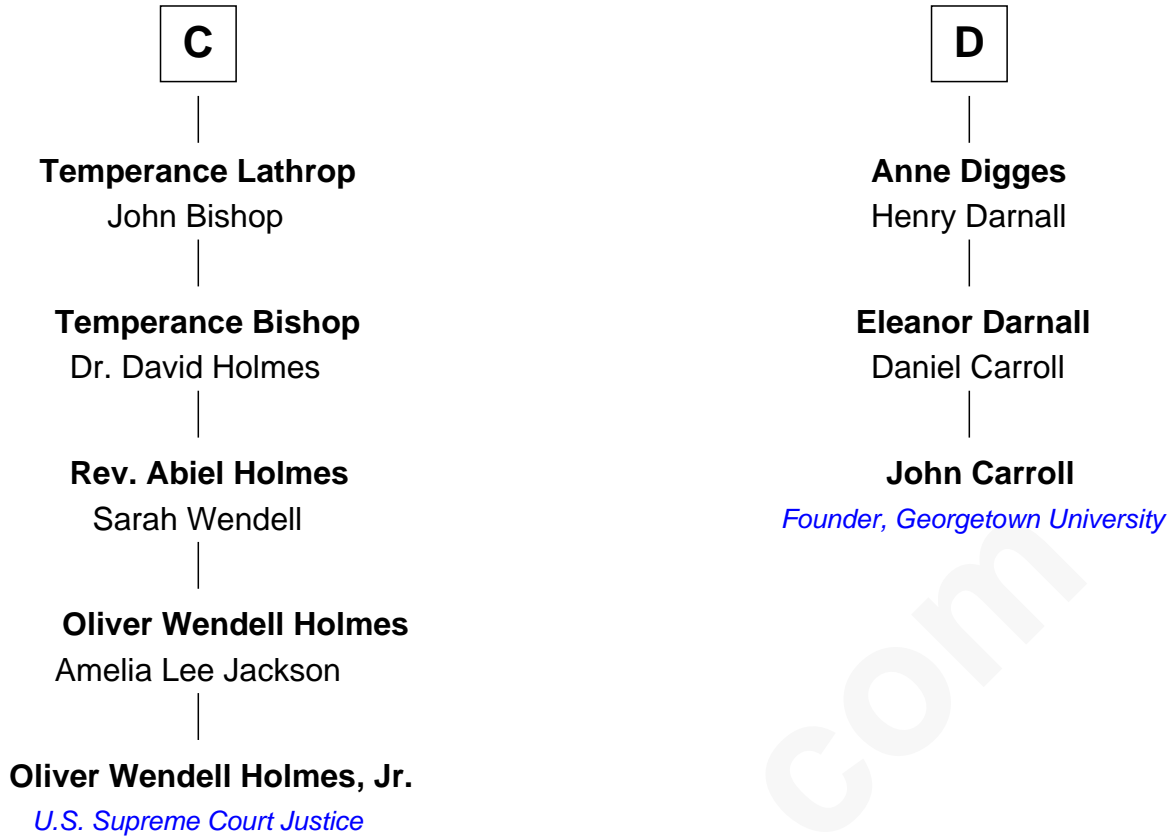 C
Temperance Lathrop
John Bishop
Temperance Bishop
Dr. David Holmes
Rev. Abiel Holmes
Sarah Wendell
Oliver Wendell Holmes
Amelia Lee Jackson
Oliver Wendell Holmes, Jr.
U.S. Supreme Court Justice
D
Anne Digges
Henry Darnall
Eleanor Darnall
Daniel Carroll
John Carroll
Founder, Georgetown University
com